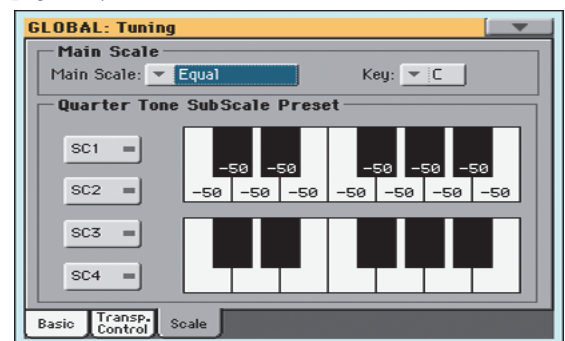 GLOBAL: Tuning
Main Scale
Main Scale: Equal Key: C
Quarter Tone SubScale Preset
SC1
-50 -50 -50 -50 -50
SC2
-50 -50 -50 -50 -50 -50 -50
SC3
SC4
Basic Transp. Control Scale